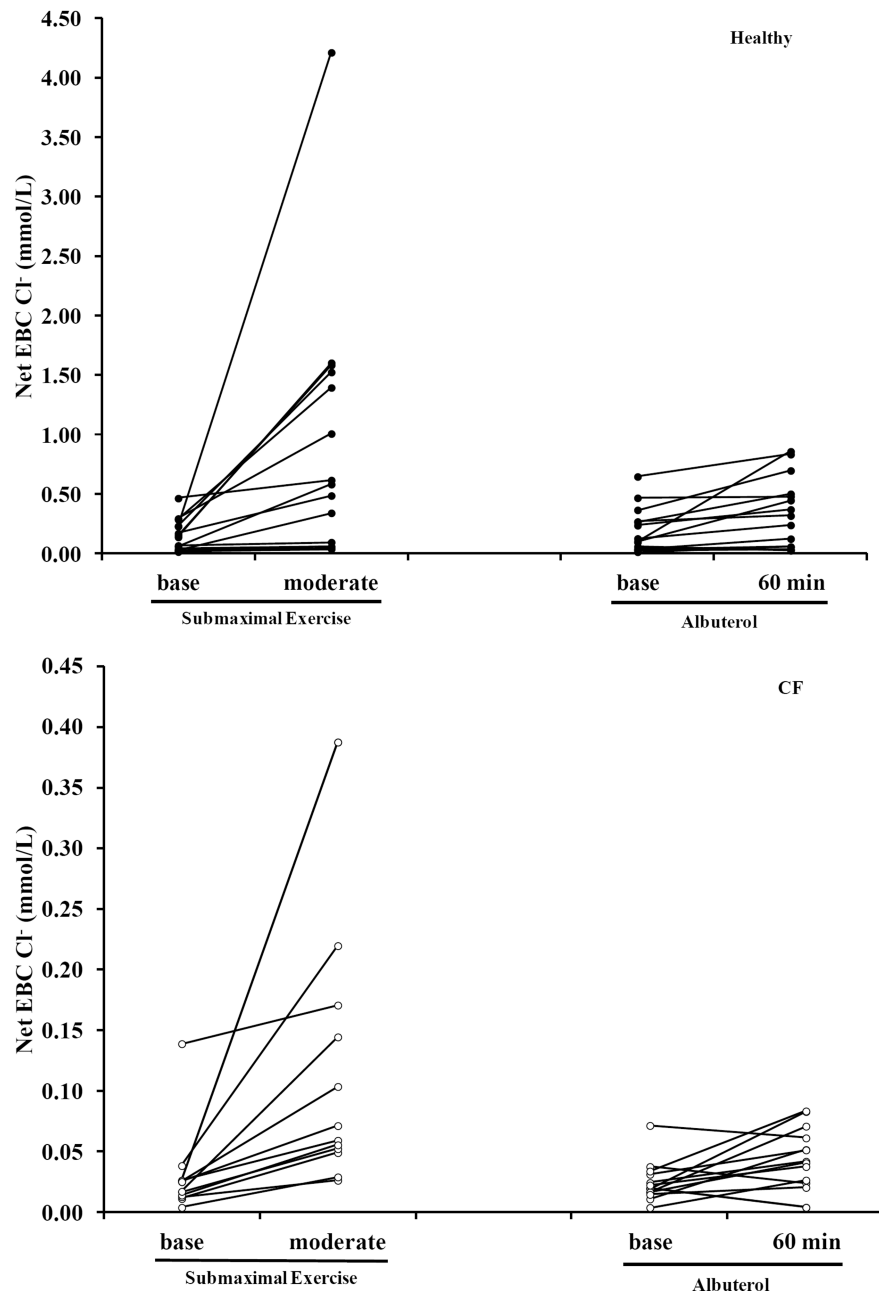 4.50
Healthy
4.00
3.50
3.00
2.50
2.00
1.50
1.00
0.50
0.00
Net EBC Cl⁻ (mmol/L)
base moderate base 60 min
Submaximal Exercise Albuterol
0.45
CF
0.40
0.35
0.30
0.25
0.20
0.15
0.10
0.05
0.00
Net EBC Cl⁻ (mmol/L)
base moderate base 60 min
Submaximal Exercise Albuterol